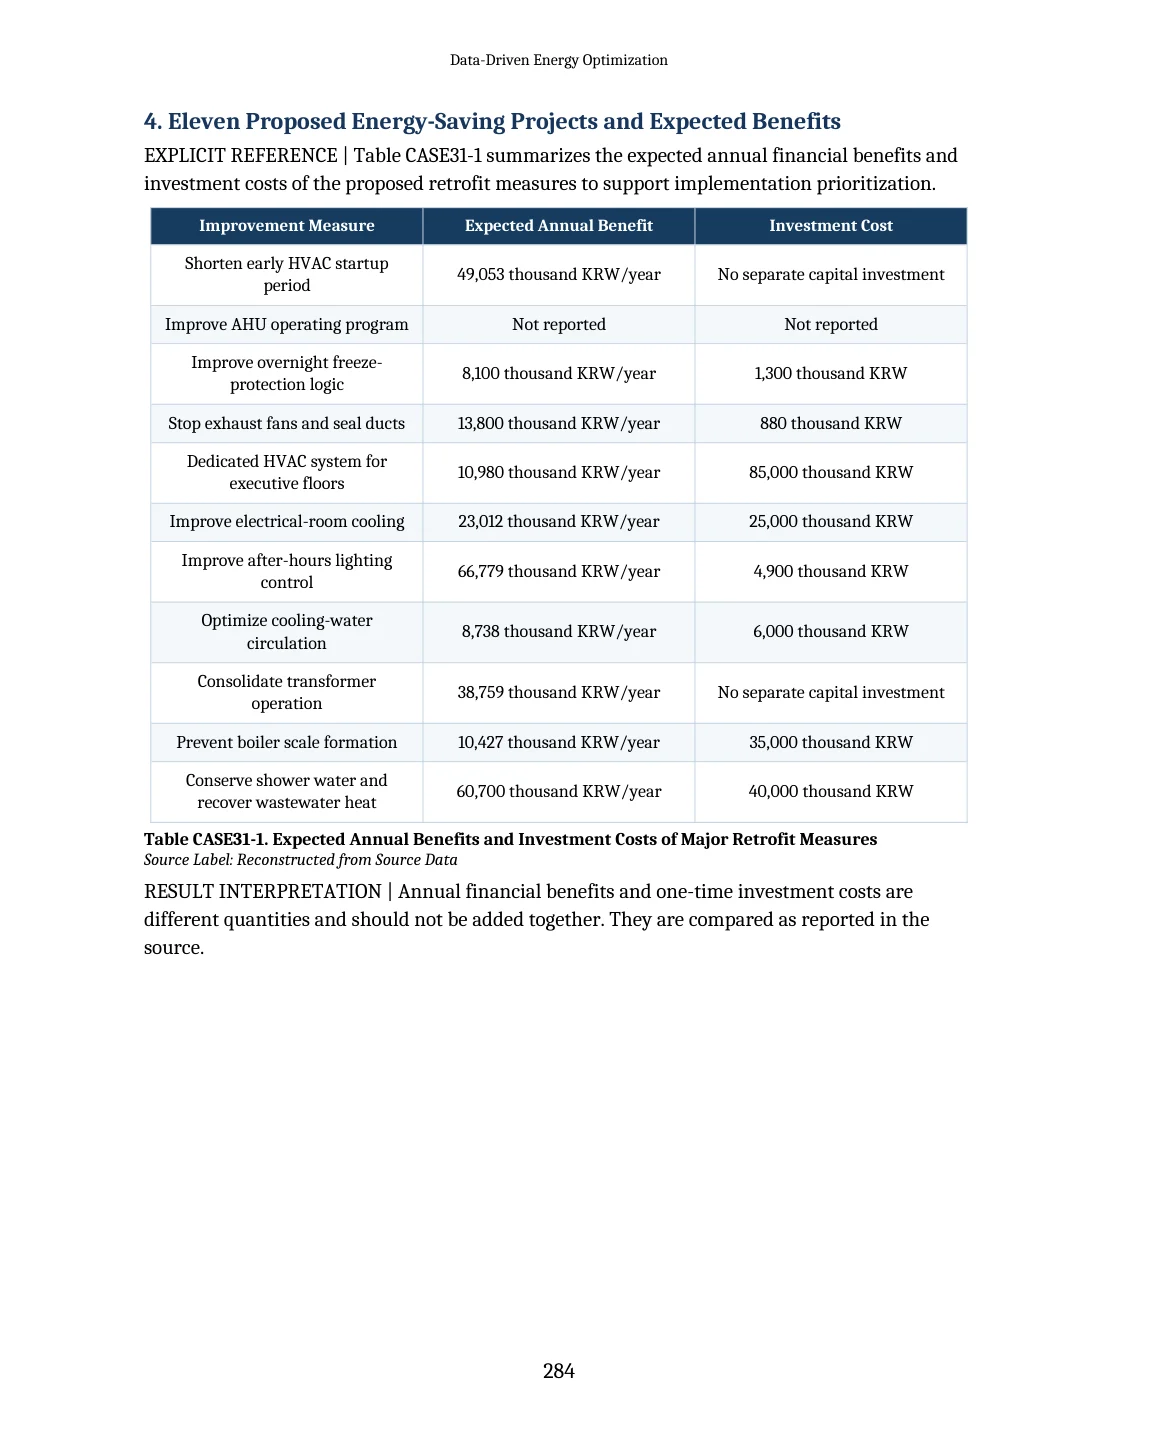 Data-Driven Energy Optimization
4. Eleven Proposed Energy-Saving Projects and Expected Benefits
EXPLICIT REFERENCE | Table CASE31-1 summarizes the expected annual financial benefits and
investment costs of the proposed retrofit measures to support implementation prioritization.
Improvement Measure Expected Annual Benefit Investment Cost
Shorten early HVAC startup
period 49,053 thousand KRW/year No separate capital investment
Improve AHU operating program Not reported Not reported
Improve overnight freeze-
protection logic 8,100 thousand KRW/year 1,300 thousand KRW
Stop exhaust fans and seal ducts 13,800 thousand KRW/year 880 thousand KRW
Dedicated HVAC system for
executive floors 10,980 thousand KRW/year 85,000 thousand KRW
Improve electrical-room cooling 23,012 thousand KRW/year 25,000 thousand KRW
Improve after-hours lighting
control 66,779 thousand KRW/year 4,900 thousand KRW
Optimize cooling-water
circulation 8,738 thousand KRW/year 6,000 thousand KRW
Consolidate transformer
operation 38,759 thousand KRW/year No separate capital investment
Prevent boiler scale formation 10,427 thousand KRW/year 35,000 thousand KRW
Conserve shower water and
recover wastewater heat 60,700 thousand KRW/year 40,000 thousand KRW
Table CASE31-1. Expected Annual Benefits and Investment Costs of Major Retrofit Measures
Source Label: Reconstructed from Source Data
RESULT INTERPRETATION | Annual financial benefits and one-time investment costs are
different quantities and should not be added together. They are compared as reported in the
source.
284